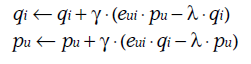 qi ← qi + γ · (eui · pu − λ · qi)
pu ← pu + γ · (eui · qi − λ · pu)